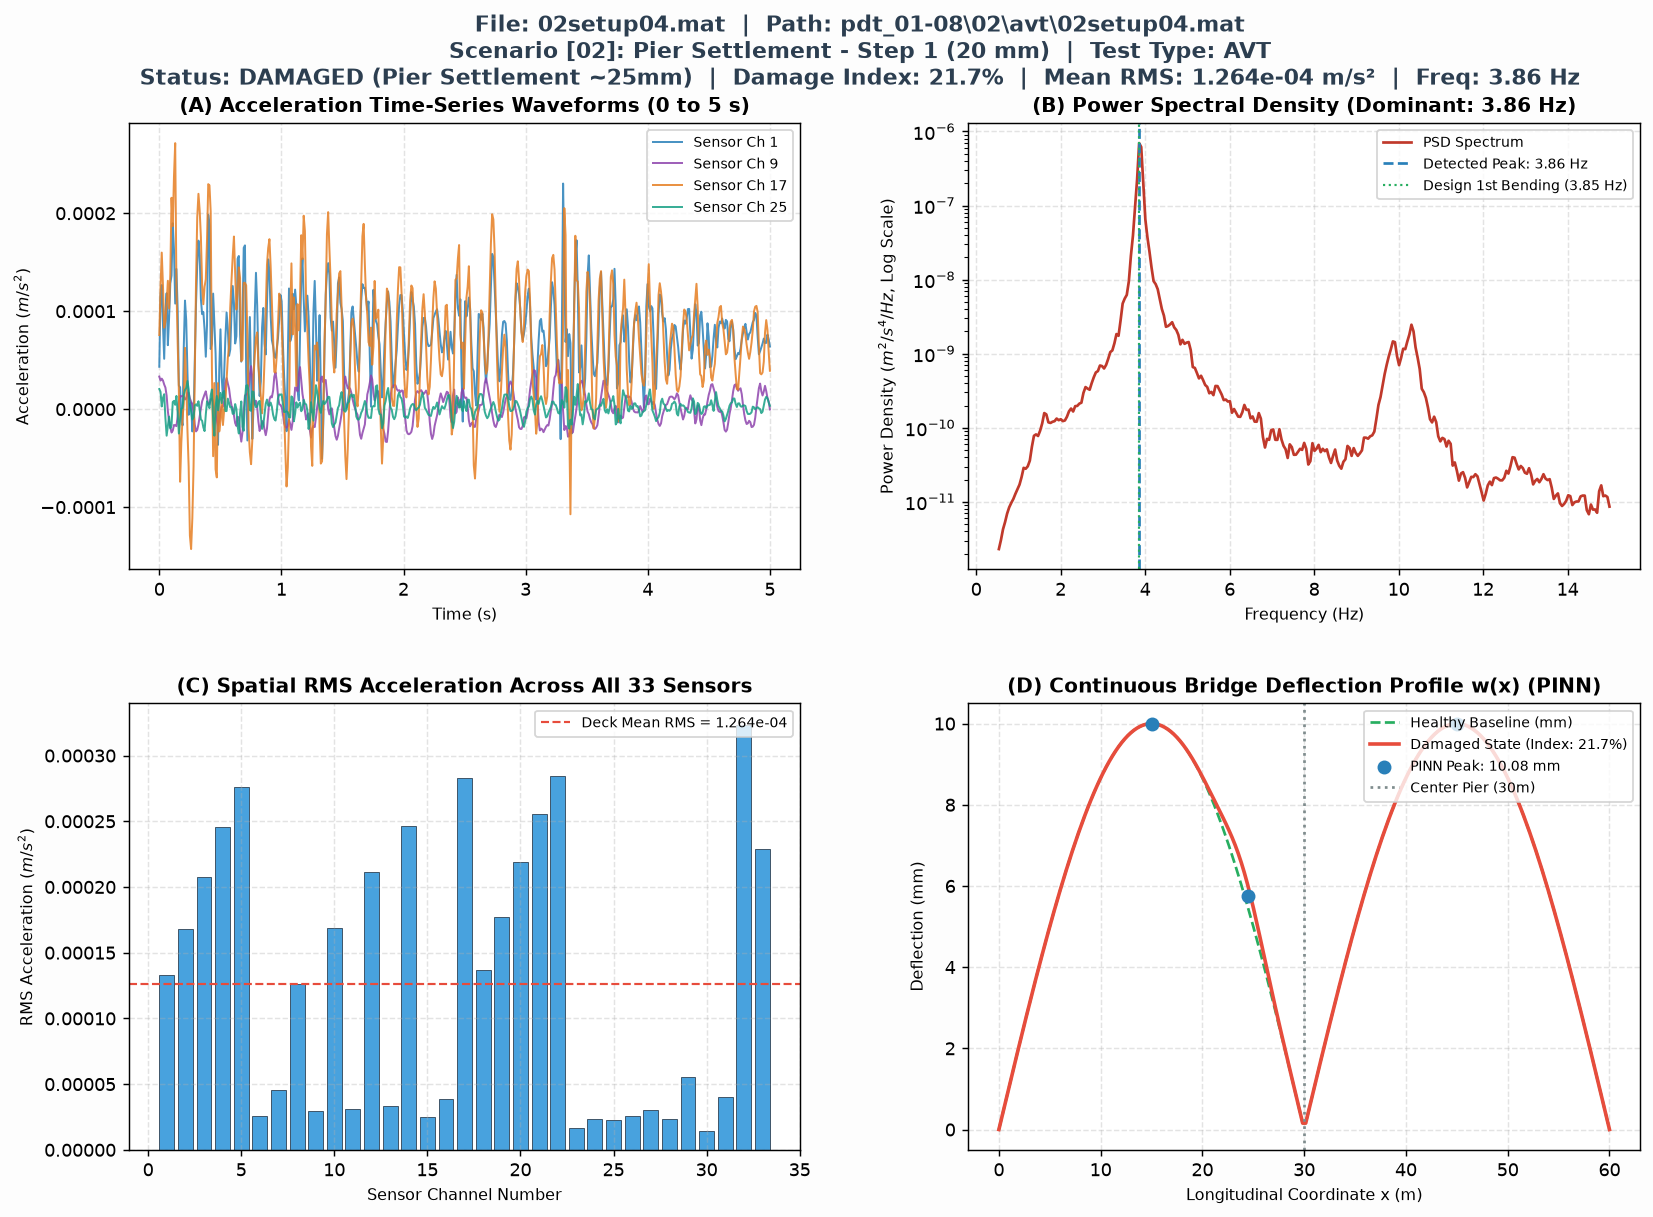 File: 02setup04.mat | Path: pdt_01-08\02\avt\02setup04.mat
Scenario [02]: Pier Settlement - Step 1 (20 mm) | Test Type: AVT
Status: DAMAGED (Pier Settlement ~25mm) | Damage Index: 21.7% | Mean RMS: 1.264e-04 m/s² | Freq: 3.86 Hz
(A) Acceleration Time-Series Waveforms (0 to 5 s)
Acceleration (m/s²)
0.0002
0.0001
0.0000
−0.0001
Sensor Ch 1
Sensor Ch 9
Sensor Ch 17
Sensor Ch 25
0 1 2 3 4 5
Time (s)
(B) Power Spectral Density (Dominant: 3.86 Hz)
Power Density (m²/s⁴/Hz, Log Scale)
10⁻⁶
10⁻⁷
10⁻⁸
10⁻⁹
10⁻¹⁰
10⁻¹¹
PSD Spectrum
Detected Peak: 3.86 Hz
Design 1st Bending (3.85 Hz)
0 2 4 6 8 10 12 14
Frequency (Hz)
(C) Spatial RMS Acceleration Across All 33 Sensors
RMS Acceleration (m/s²)
0.00030
0.00025
0.00020
0.00015
0.00010
0.00005
0.00000
Deck Mean RMS = 1.264e-04
0 5 10 15 20 25 30 35
Sensor Channel Number
(D) Continuous Bridge Deflection Profile w(x) (PINN)
Deflection (mm)
10
8
6
4
2
0
Healthy Baseline (mm)
Damaged State (Index: 21.7%)
PINN Peak: 10.08 mm
Center Pier (30m)
0 10 20 30 40 50 60
Longitudinal Coordinate x (m)